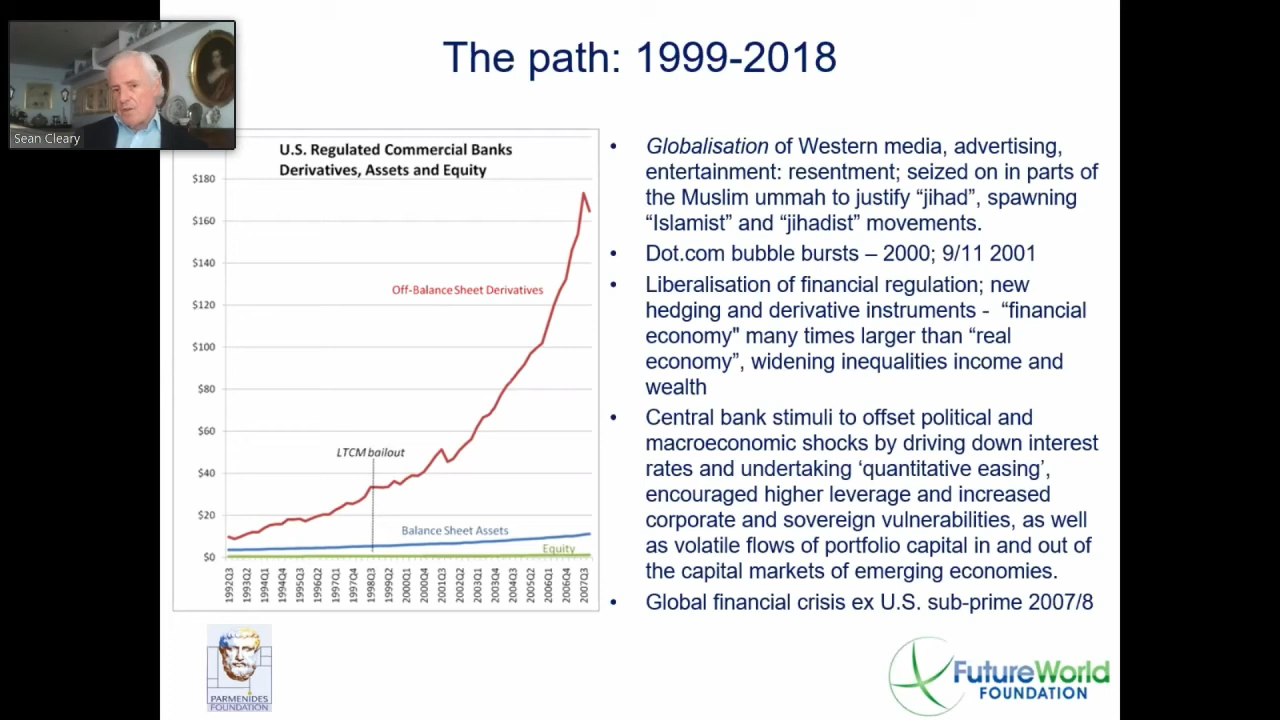 The path: 1999-2018
Sean Cleary
U.S. Regulated Commercial Banks
Derivatives, Assets and Equity
$180
$160
$140
$120
$100
$80
$60
$40
$20
$0
Off-Balance Sheet Derivatives
LTCM bailout
Balance Sheet Assets
Equity
1992Q3
1993Q2
1994Q1
1994Q4
1995Q3
1996Q2
1997Q1
1997Q4
1998Q3
1999Q2
2000Q1
2000Q4
2001Q3
2002Q2
2003Q1
2003Q4
2004Q3
2005Q2
2006Q1
2006Q4
2007Q3
• Globalisation of Western media, advertising,
entertainment: resentment; seized on in parts of
the Muslim ummah to justify “jihad”, spawning
“Islamist” and “jihadist” movements.
• Dot.com bubble bursts – 2000; 9/11 2001
• Liberalisation of financial regulation; new
hedging and derivative instruments - “financial
economy" many times larger than “real
economy”, widening inequalities income and
wealth
• Central bank stimuli to offset political and
macroeconomic shocks by driving down interest
rates and undertaking ‘quantitative easing’,
encouraged higher leverage and increased
corporate and sovereign vulnerabilities, as well
as volatile flows of portfolio capital in and out of
the capital markets of emerging economies.
• Global financial crisis ex U.S. sub-prime 2007/8
PARMENIDES
FOUNDATION
FutureWorld
FOUNDATION